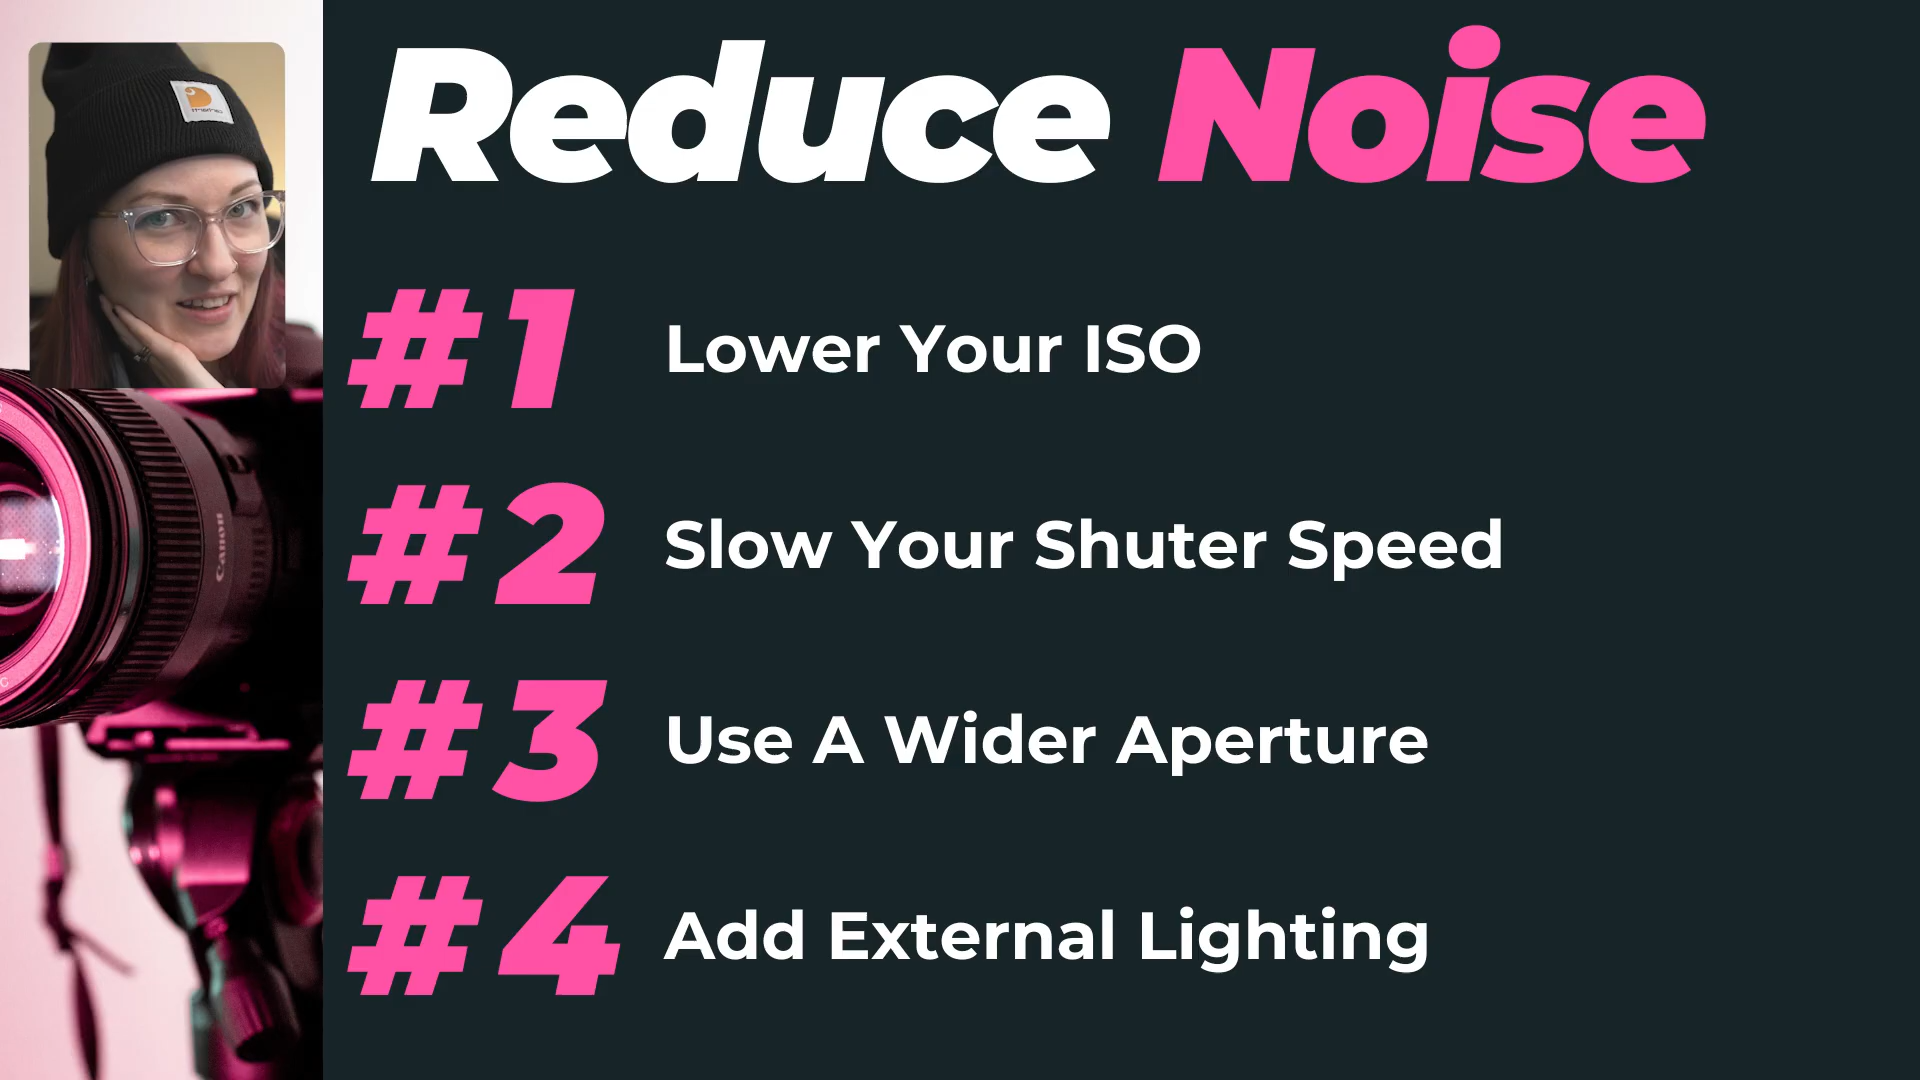 Reduce Noise
#1 Lower Your ISO
#2 Slow Your Shuter Speed
#3 Use A Wider Aperture
#4 Add External Lighting
Canon